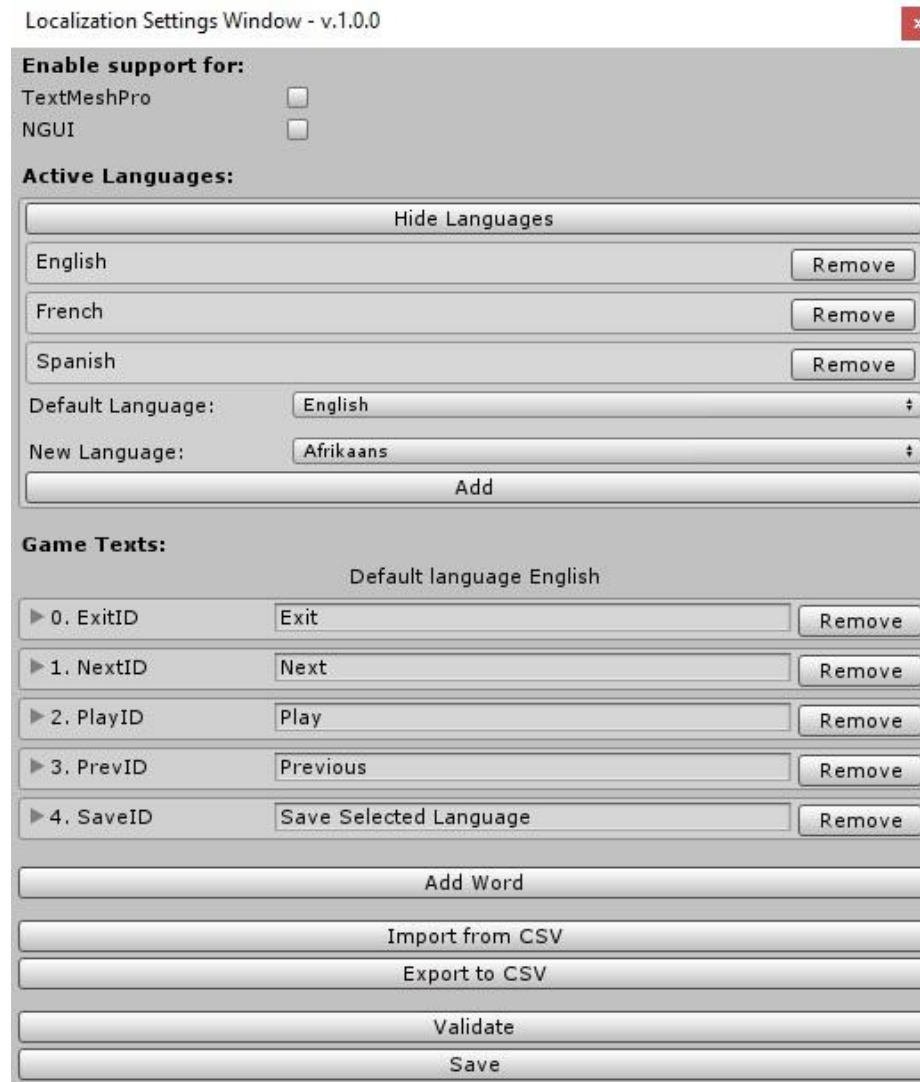 Localization Settings Window - v.1.0.0
Enable support for:
TextMeshPro
NGUI
Active Languages:
Hide Languages
English Remove
French Remove
Spanish Remove
Default Language: English
New Language: Afrikaans
Add
Game Texts:
Default language English
0. ExitID Exit Remove
1. NextID Next Remove
2. PlayID Play Remove
3. PrevID Previous Remove
4. SaveID Save Selected Language Remove
Add Word
Import from CSV
Export to CSV
Validate
Save